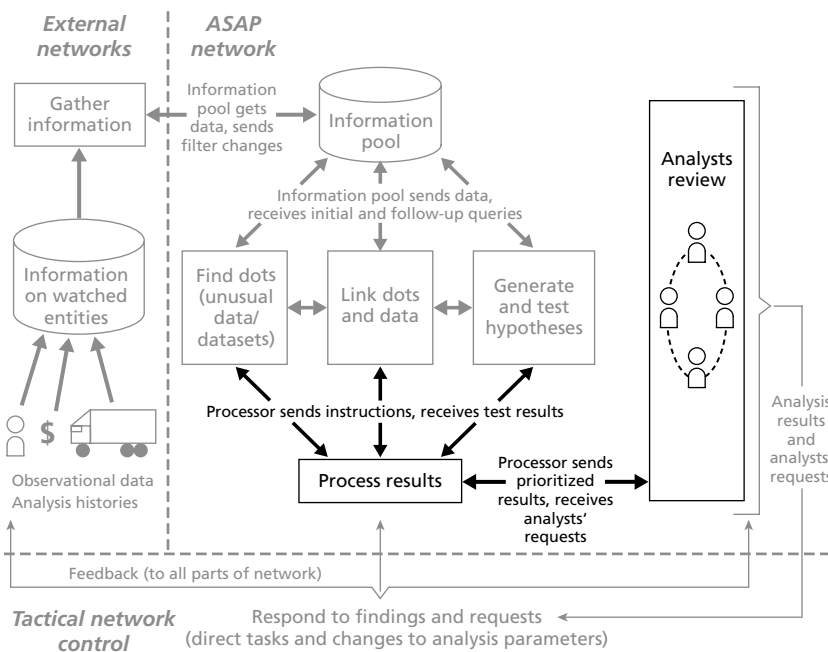 External
networks
ASAP
network
Gather
information
Information
pool gets
data, sends
filter changes
Information
pool
Analysts
review
Information pool sends data,
receives initial and follow-up queries
Information
on watched
entities
Find dots
(unusual
data/
datasets)
Link dots
and data
Generate
and test
hypotheses
Processor sends instructions, receives test results
$
Analysis
results
and
analysts'
requests
Observational data
Analysis histories
Process results
Processor sends
prioritized
results, receives
analysts‘
requests
Feedback (to all parts of network)
Tactical network
control
Respond to findings and requests
(direct tasks and changes to analysis parameters)